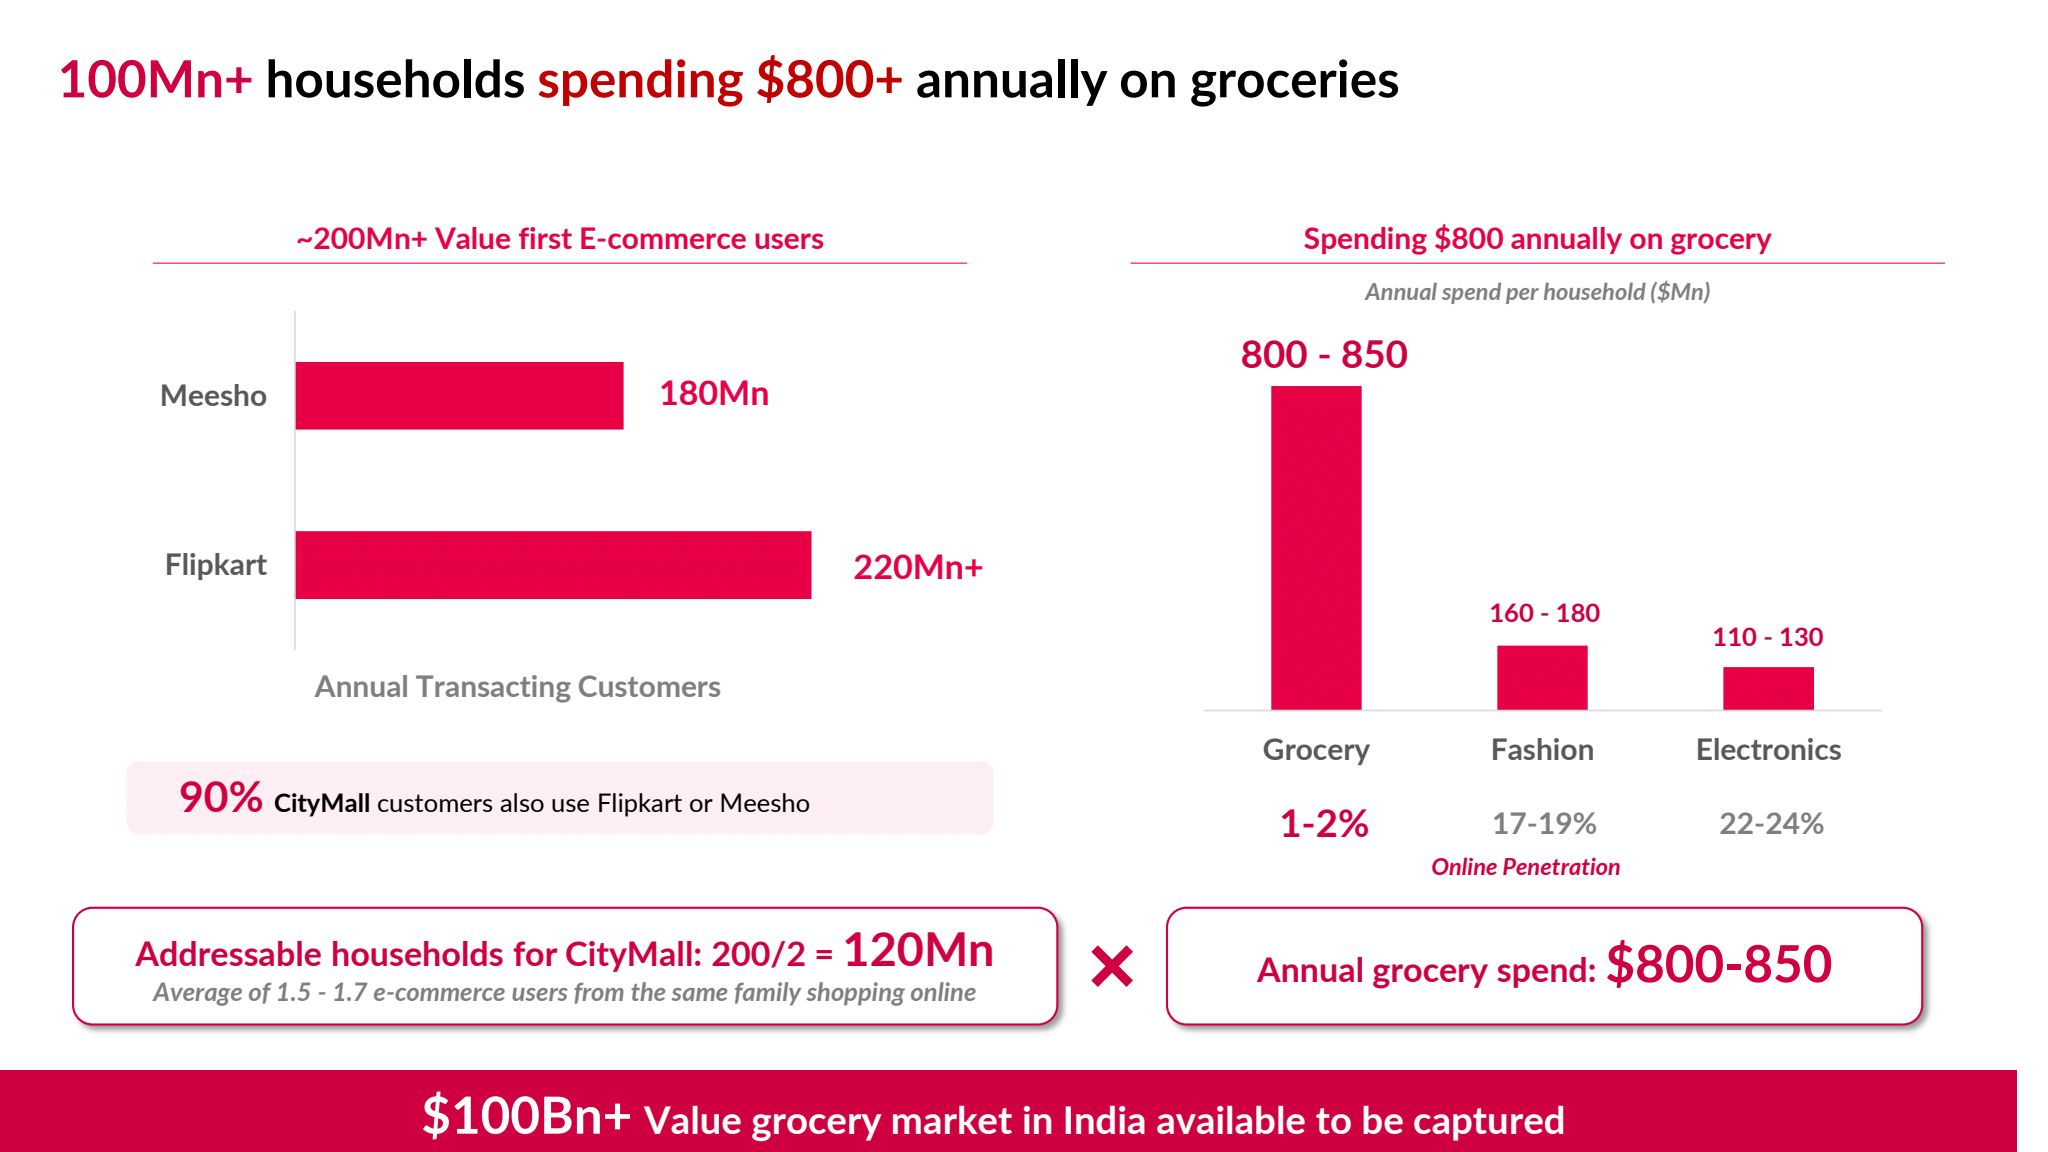 100Mn+ households spending $800+ annually on groceries
~200Mn+ Value first E-commerce users
Meesho
180Mn
Flipkart
220Mn+
Annual Transacting Customers
90% CityMall customers also use Flipkart or Meesho
Spending $800 annually on grocery
Annual spend per household ($Mn)
800 - 850
160 - 180
110 - 130
Grocery
Fashion
Electronics
1-2%
17-19%
22-24%
Online Penetration
Addressable households for CityMall: 200/2 = 120Mn
Average of 1.5 - 1.7 e-commerce users from the same family shopping online
×
Annual grocery spend: $800-850
$100Bn+ Value grocery market in India available to be captured